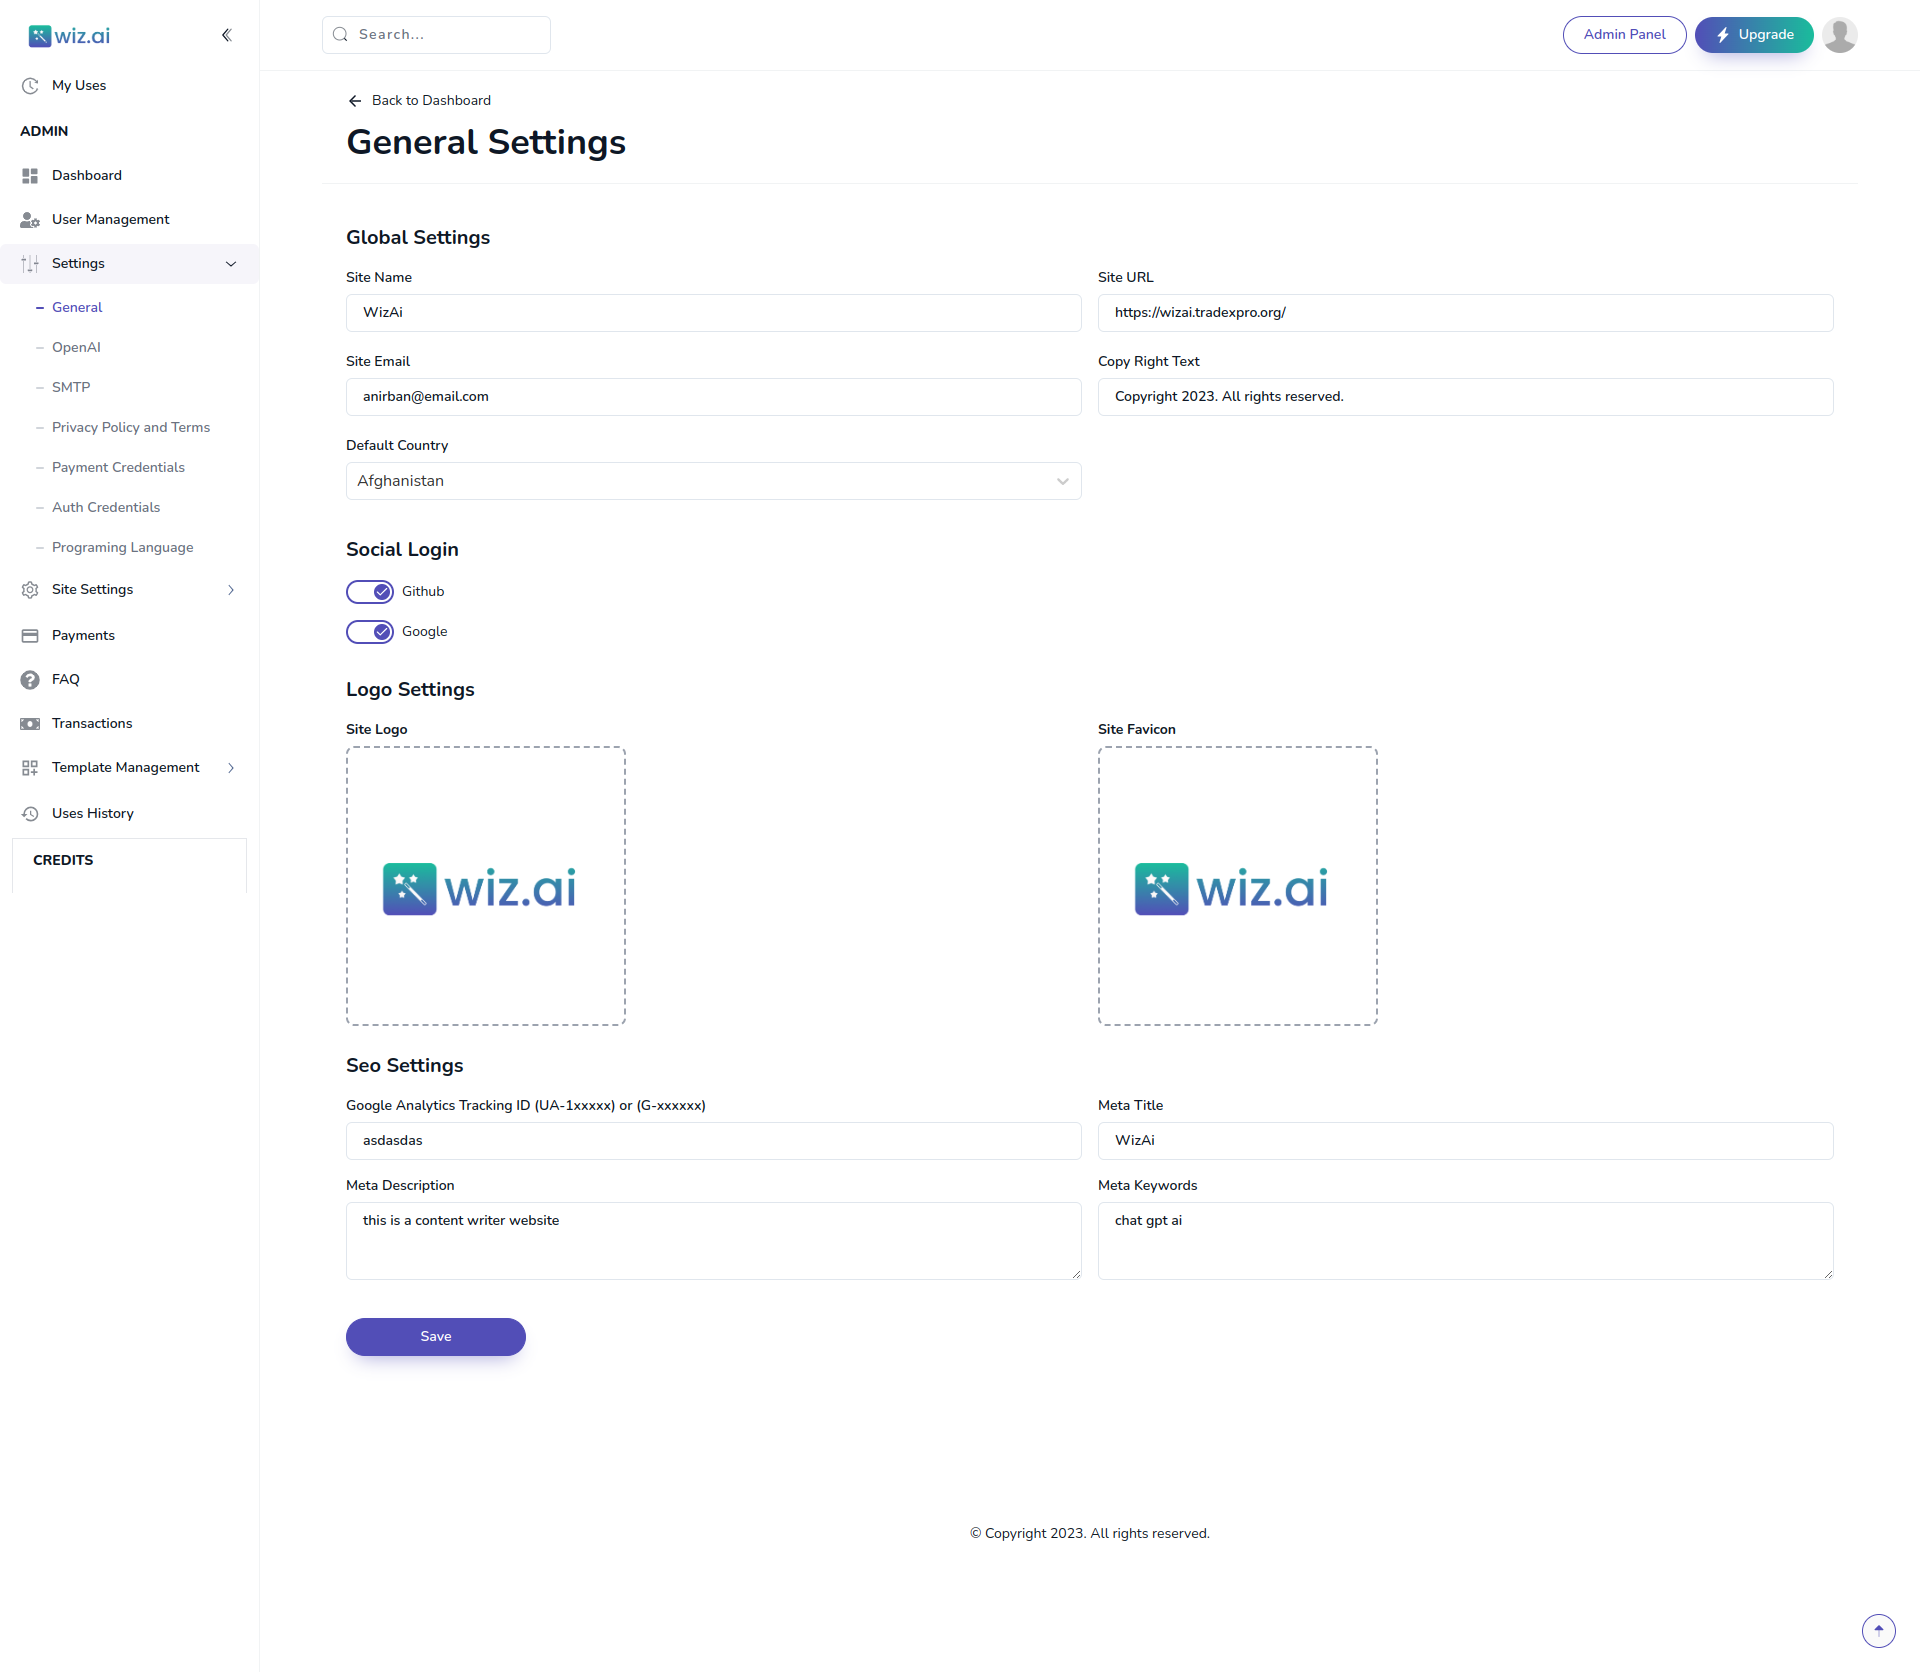 wiz.ai
My Uses
ADMIN
Dashboard
User Management
Settings
General
OpenAI
SMTP
Privacy Policy and Terms
Payment Credentials
Auth Credentials
Programing Language
Site Settings
Payments
FAQ
Transactions
Template Management
Uses History
CREDITS
Search...
Admin Panel
Upgrade
Back to Dashboard
General Settings
Global Settings
Site Name
WizAi
Site URL
https://wizai.tradexpro.org/
Site Email
anirban@email.com
Copy Right Text
Copyright 2023. All rights reserved.
Default Country
Afghanistan
Social Login
Github
Google
Logo Settings
Site Logo
wiz.ai
Site Favicon
wiz.ai
Seo Settings
Google Analytics Tracking ID (UA-1xxxxx) or (G-xxxxxx)
asdasdas
Meta Title
WizAi
Meta Description
this is a content writer website
Meta Keywords
chat gpt ai
Save
© Copyright 2023. All rights reserved.